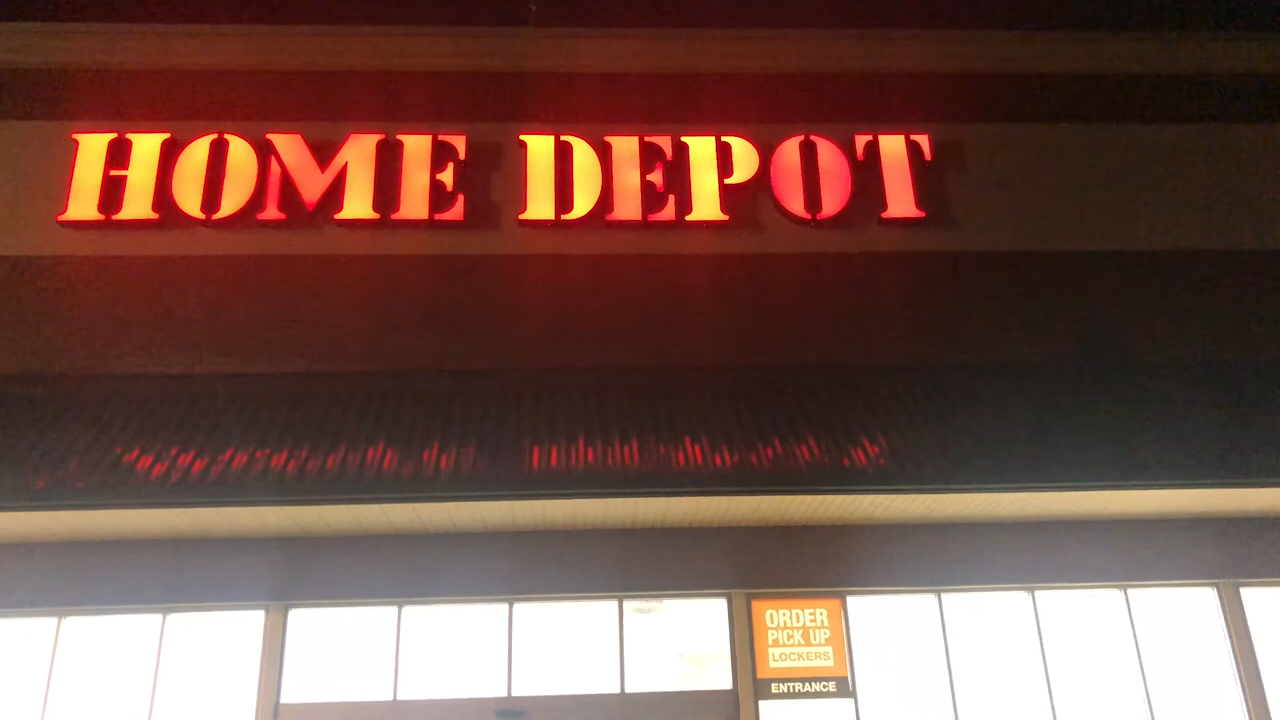 HOME DEPOT
ORDER
PICK UP
LOCKERS
ENTRANCE